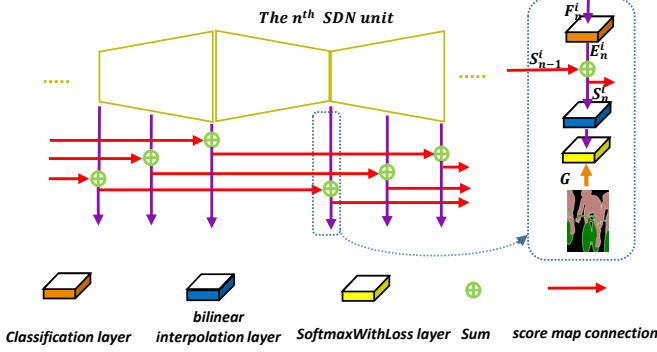 The nth SDN unit
F_n^i
E_n^i
S_{n-1}^i
S_n^i
G
.....
.....
Classification layer
bilinear
interpolation layer
SoftmaxWithLoss layer
Sum
score map connection